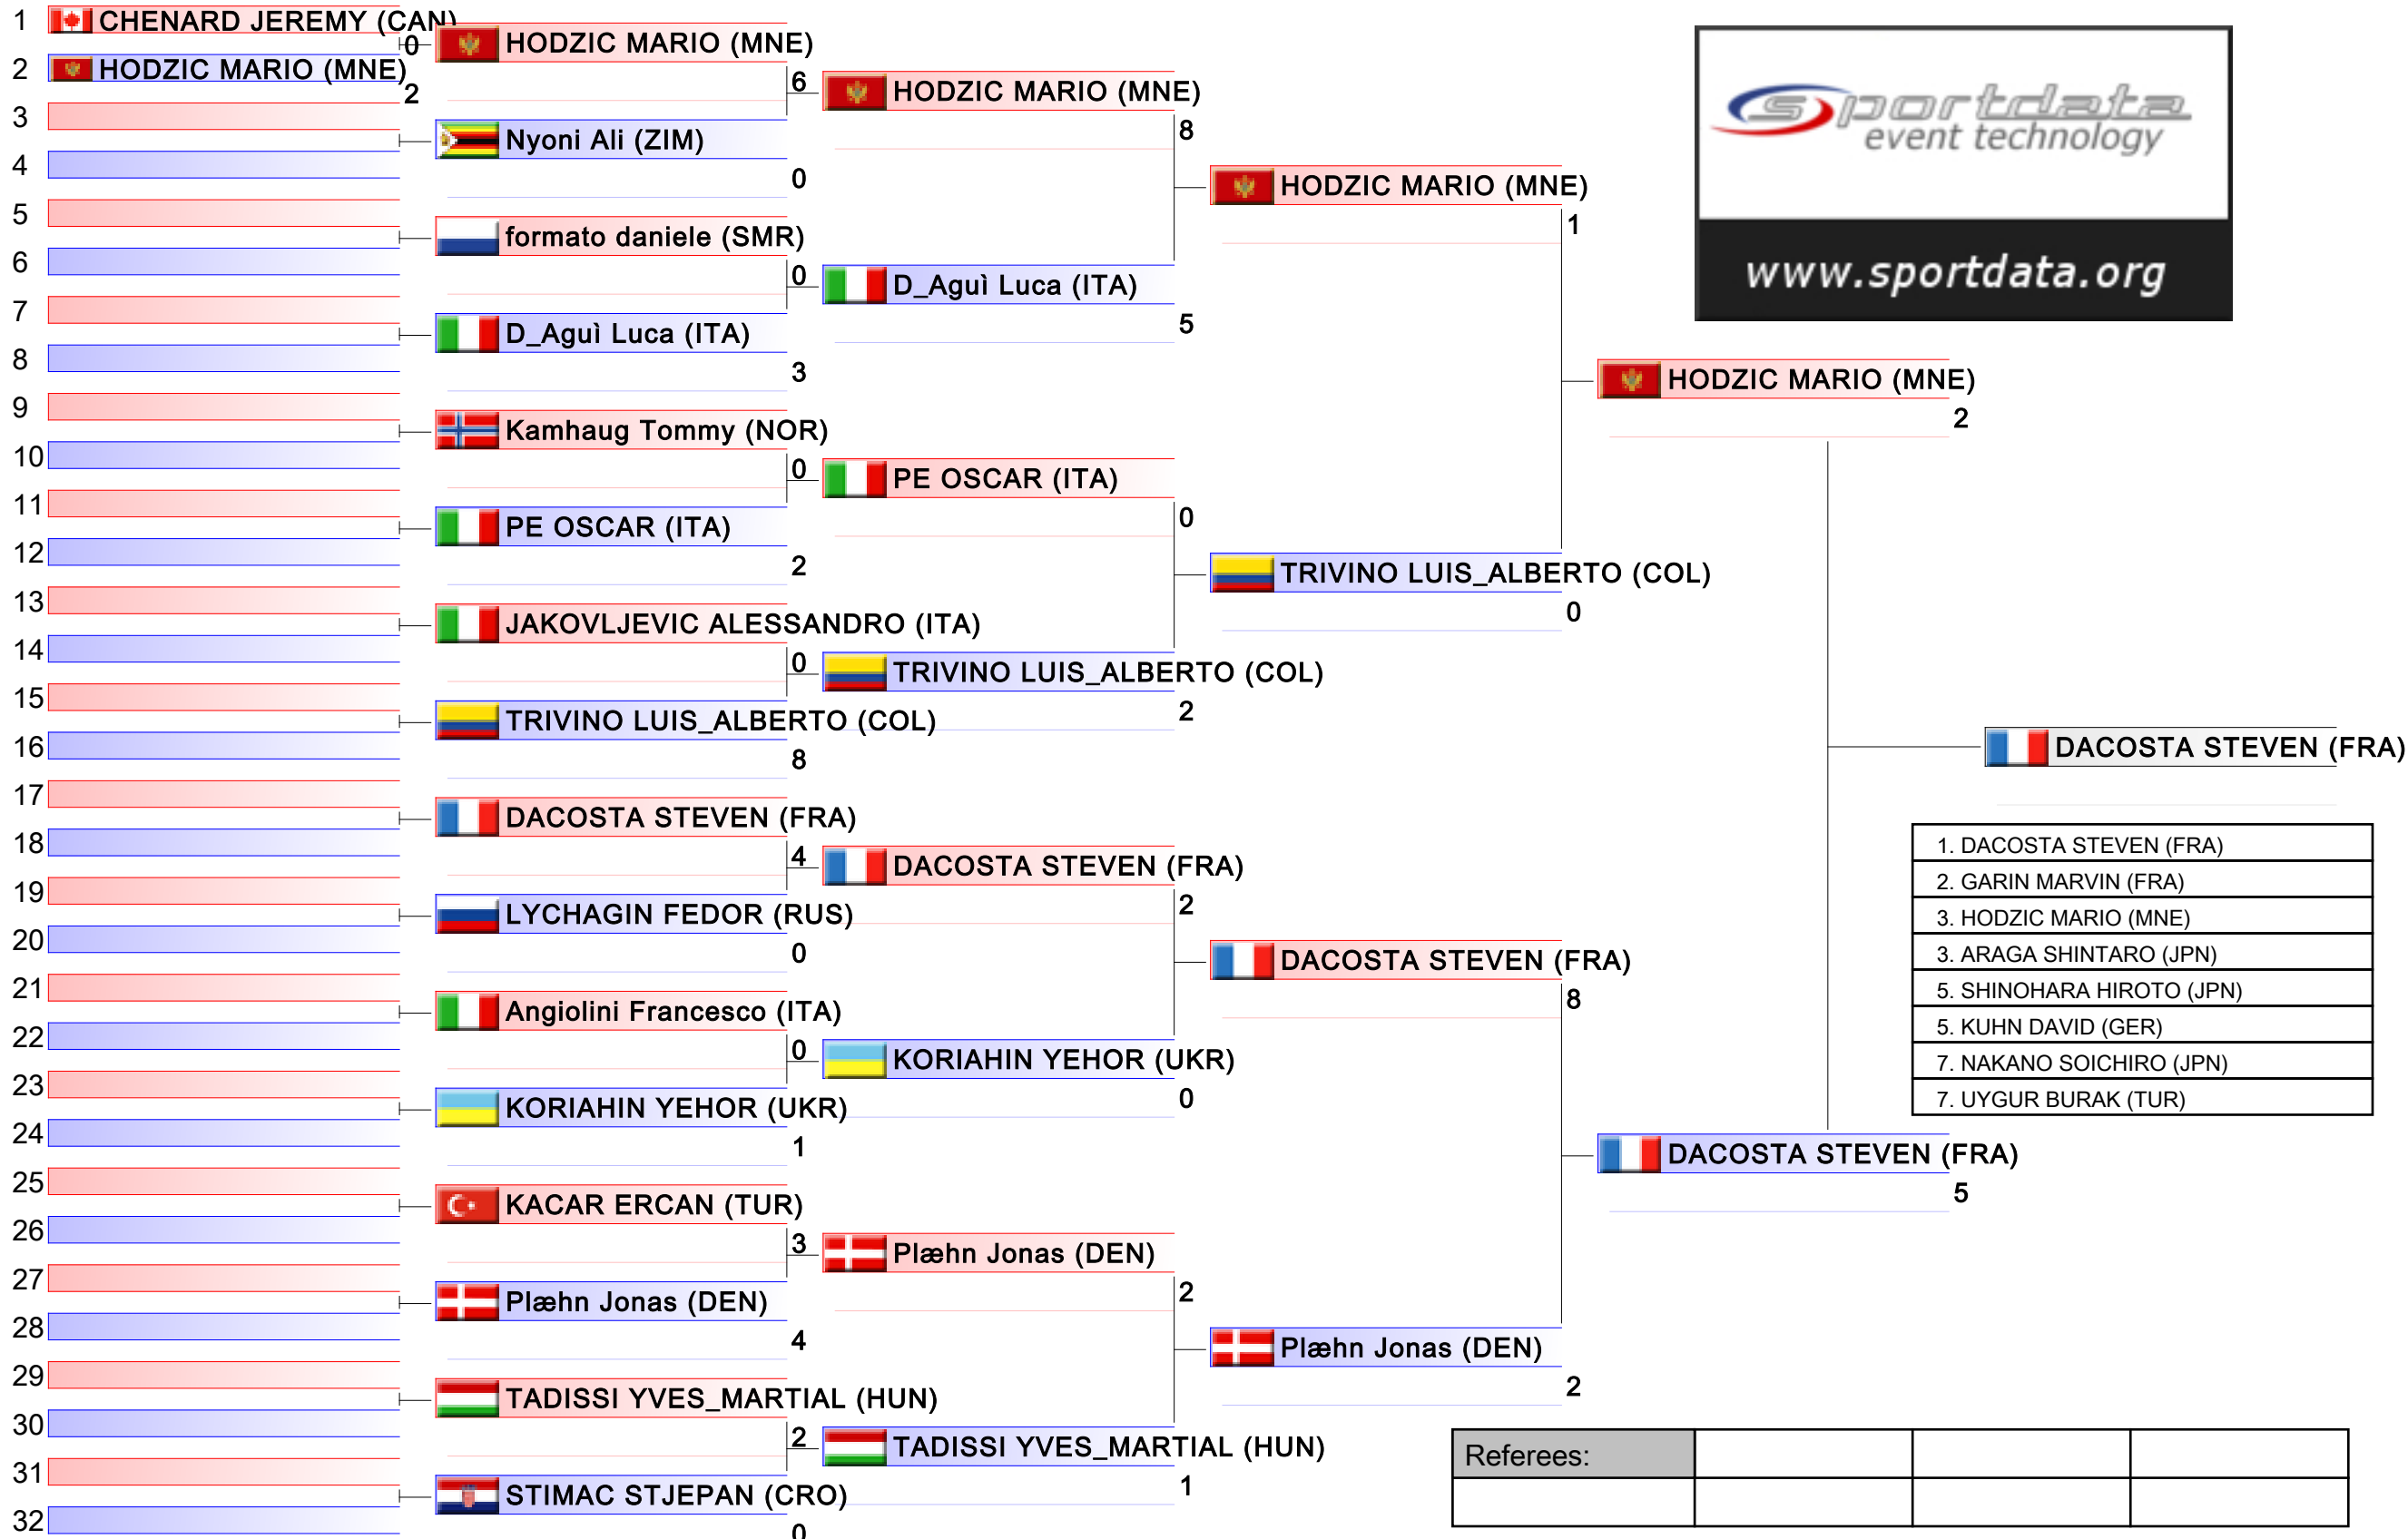 1 CHENARD JEREMY (CAN)
0
2 HODZIC MARIO (MNE)
2
3
4
5
6
7
8
9
10
11
12
13
14
15
16
17
18
19
20
21
22
23
24
25
26
27
28
29
30
31
32
HODZIC MARIO (MNE)
6
Nyoni Ali (ZIM)
0
formato daniele (SMR)
0
D_Aguì Luca (ITA)
3
Kamhaug Tommy (NOR)
0
PE OSCAR (ITA)
2
JAKOVLJEVIC ALESSANDRO (ITA)
0
TRIVINO LUIS_ALBERTO (COL)
8
DACOSTA STEVEN (FRA)
4
LYCHAGIN FEDOR (RUS)
0
Angiolini Francesco (ITA)
0
KORIAHIN YEHOR (UKR)
1
KACAR ERCAN (TUR)
3
Plæhn Jonas (DEN)
4
TADISSI YVES_MARTIAL (HUN)
2
STIMAC STJEPAN (CRO)
0
HODZIC MARIO (MNE)
8
D_Aguì Luca (ITA)
5
PE OSCAR (ITA)
0
TRIVINO LUIS_ALBERTO (COL)
2
DACOSTA STEVEN (FRA)
2
KORIAHIN YEHOR (UKR)
0
Plæhn Jonas (DEN)
2
TADISSI YVES_MARTIAL (HUN)
1
HODZIC MARIO (MNE)
1
TRIVINO LUIS_ALBERTO (COL)
0
DACOSTA STEVEN (FRA)
8
Plæhn Jonas (DEN)
2
HODZIC MARIO (MNE)
2
DACOSTA STEVEN (FRA)
5
DACOSTA STEVEN (FRA)
sportdata
event technology
www.sportdata.org
1. DACOSTA STEVEN (FRA)
2. GARIN MARVIN (FRA)
3. HODZIC MARIO (MNE)
3. ARAGA SHINTARO (JPN)
5. SHINOHARA HIROTO (JPN)
5. KUHN DAVID (GER)
7. NAKANO SOICHIRO (JPN)
7. UYGUR BURAK (TUR)
Referees: